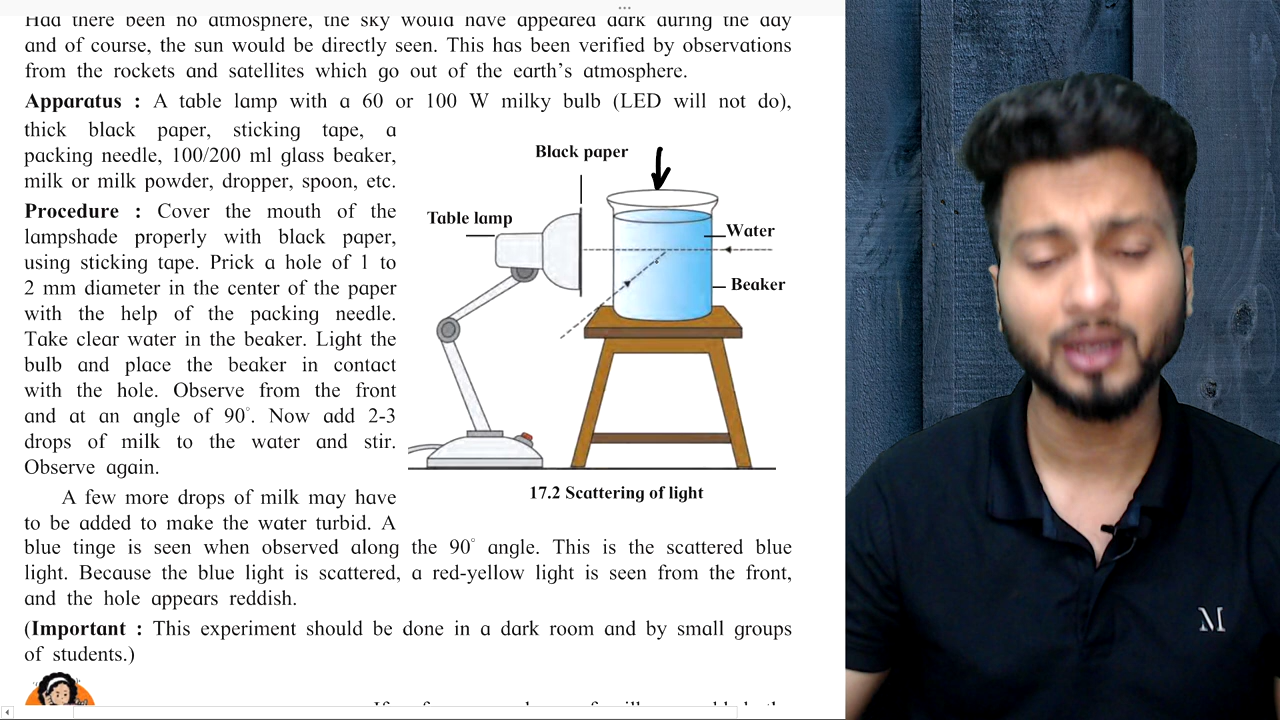 Had there been no atmosphere, the sky would have appeared dark during the day
and of course, the sun would be directly seen. This has been verified by observations
from the rockets and satellites which go out of the earth's atmosphere.
Apparatus : A table lamp with a 60 or 100 W milky bulb (LED will not do),
thick black paper, sticking tape, a
packing needle, 100/200 ml glass beaker,
milk or milk powder, dropper, spoon, etc.
Procedure : Cover the mouth of the
lampshade properly with black paper,
using sticking tape. Prick a hole of 1 to
2 mm diameter in the center of the paper
with the help of the packing needle.
Take clear water in the beaker. Light the
bulb and place the beaker in contact
with the hole. Observe from the front
and at an angle of 90°. Now add 2-3
drops of milk to the water and stir.
Observe again.
Black paper
Table lamp
Water
Beaker
17.2 Scattering of light
A few more drops of milk may have
to be added to make the water turbid. A
blue tinge is seen when observed along the 90° angle. This is the scattered blue
light. Because the blue light is scattered, a red-yellow light is seen from the front,
and the hole appears reddish.
(Important : This experiment should be done in a dark room and by small groups
of students.)
M